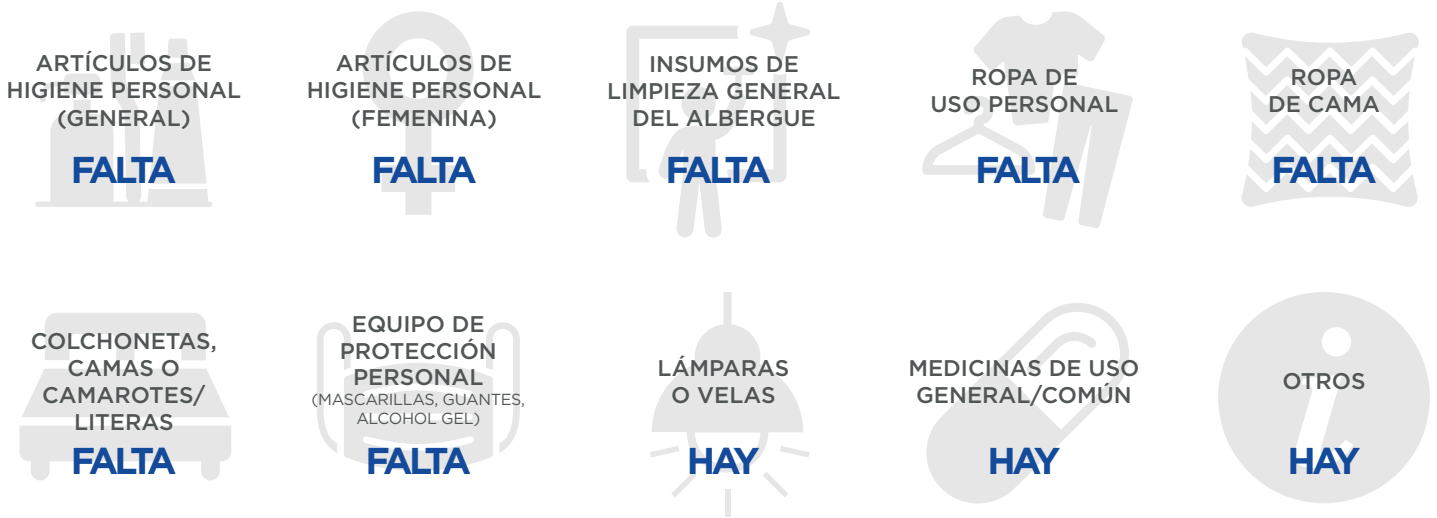 ARTÍCULOS DE
HIGIENE PERSONAL
(GENERAL)
FALTA
ARTÍCULOS DE
HIGIENE PERSONAL
(FEMENINA)
FALTA
INSUMOS DE
LIMPIEZA GENERAL
DEL ALBERGUE
FALTA
ROPA DE
USO PERSONAL
FALTA
ROPA
DE CAMA
FALTA
COLCHONETAS,
CAMAS O
CAMAROTES/
LITERAS
FALTA
EQUIPO DE
PROTECCIÓN
PERSONAL
(MASCARILLAS, GUANTES,
ALCOHOL GEL)
FALTA
LÁMPARAS
O VELAS
HAY
MEDICINAS DE USO
GENERAL/COMÚN
HAY
OTROS
HAY